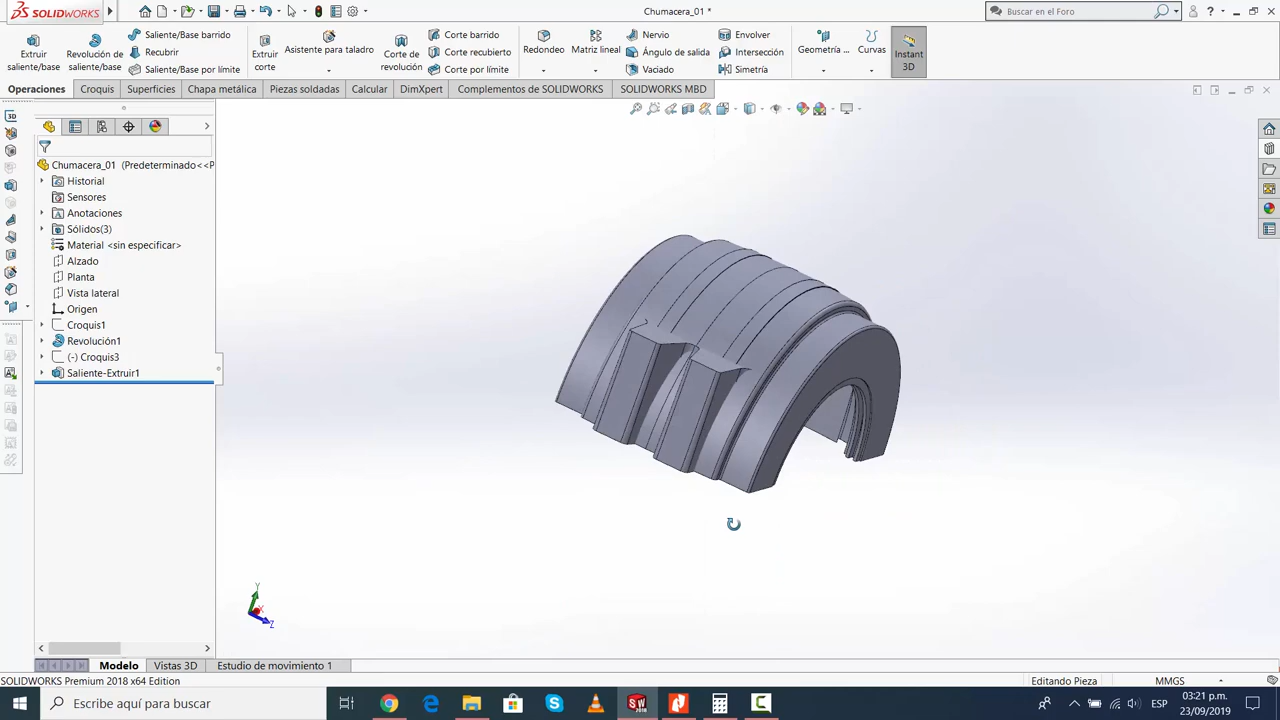 SOLIDWORKS
Chumacera_01 *
Buscar en el Foro
Extruir saliente/base
Revolución de saliente/base
Saliente/Base barrido
Recubrir
Saliente/Base por límite
Extruir corte
Asistente para taladro
Corte de revolución
Corte barrido
Corte recubierto
Corte por límite
Redondeo
Matriz lineal
Nervio
Ángulo de salida
Vaciado
Envolver
Intersección
Simetría
Geometría ...
Curvas
Instant 3D
Operaciones
Croquis
Superficies
Chapa metálica
Piezas soldadas
Calcular
DimXpert
Complementos de SOLIDWORKS
SOLIDWORKS MBD
Chumacera_01 (Predeterminado<<P
Historial
Sensores
Anotaciones
Sólidos(3)
Material <sin especificar>
Alzado
Planta
Vista lateral
Origen
Croquis1
Revolución1
(-) Croquis3
Saliente-Extruir1
Y
X
Z
Modelo
Vistas 3D
Estudio de movimiento 1
SOLIDWORKS Premium 2018 x64 Edition
Editando Pieza
MMGS
Escribe aquí para buscar
ESP
03:21 p.m.
23/09/2019